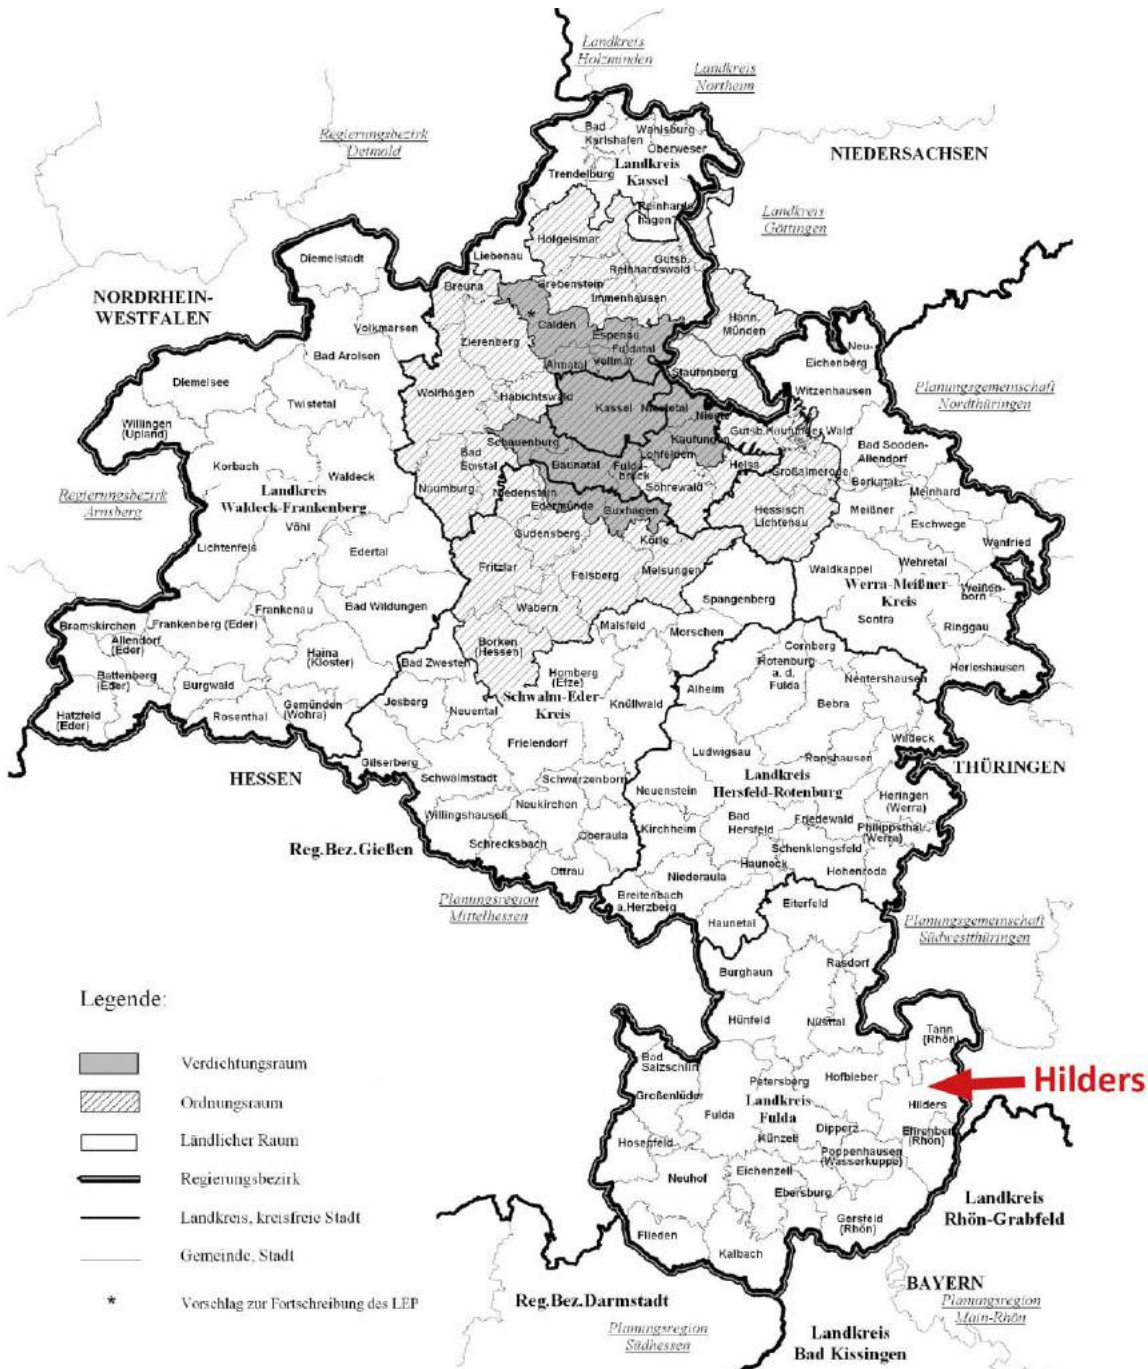 Landkreis
Holzminden
Landkreis
Northeim
Regierungsbezirk
Detmold
Bad
Karlshafen
Wahlsburg
Oberweser
NIEDERSACHSEN
Landkreis
Kassel
Trendelburg
Reinhards-
hagen
Landkreis
Göttingen
Hofgeismar
Liebenau
Diemelstadt
Gutsb.
Reinhardswald
NORDRHEIN-
WESTFALEN
Breuna
Grebenstein
Immenhausen
Hann.
Münden
*
Calden
Volkmarsen
Zierenberg
Espenau
Fuldatal
Vellmar
Ahnatal
Staufenberg
Neu-
Eichenberg
Bad Arolsen
Diemelsee
Witzenhausen
Planungsgemeinschaft
Nordthüringen
Twistetal
Wolfhagen
Habichtswald
Kassel
Niestetal
Nieste
Willingen
(Upland)
Gutsb. Kaufunger Wald
Schauenburg
Kaufungen
Bad Sooden-
Allendorf
Lohfelden
Korbach
Bad
Emstal
Baunatal
Fulda-
brück
Helsa
Großalmerode
Waldeck
Berkatal
Regierungsbezirk
Arnsberg
Landkreis
Waldeck-Frankenberg
Naumburg
Niedenstein
Söhrewald
Meinhard
Edermünde
Guxhagen
Hessisch
Lichtenau
Meißner
Eschwege
Vöhl
Gudensberg
Körle
Wanfried
Lichtenfels
Edertal
Fritzlar
Felsberg
Melsungen
Waldkappel
Wehretal
Werra-Meißner-
Kreis
Weißen-
born
Spangenberg
Frankenau
Bad Wildungen
Wabern
Bromskirchen
Frankenberg (Eder)
Malsfeld
Sontra
Ringgau
Allendorf
(Eder)
Morschen
Borken
(Hessen)
Cornberg
Haina
(Kloster)
Bad Zwesten
Homberg
(Efze)
Rotenburg
a. d.
Fulda
Herleshausen
Battenberg
(Eder)
Burgwald
Nentershausen
Alheim
Jesberg
Schwalm-Eder-
Kreis
Knüllwald
Bebra
Hatzfeld
(Eder)
Rosenthal
Gemünden
(Wohra)
Neuental
Frielendorf
Wildeck
Ludwigsau
Ronshausen
Gilserberg
THÜRINGEN
HESSEN
Schwalmstadt
Schwarzenborn
Landkreis
Hersfeld-Rotenburg
Neuenstein
Heringen
(Werra)
Neukirchen
Willingshausen
Bad
Hersfeld
Friedewald
Kirchheim
Oberaula
Philippsthal
(Werra)
Reg.Bez.Gießen
Schrecksbach
Schenklengsfeld
Hauneck
Ottrau
Niederaula
Hohenroda
Planungsregion
Mittelhessen
Breitenbach
a.Herzberg
Eiterfeld
Haunetal
Planungsgemeinschaft
Südwestthüringen
Rasdorf
Burghaun
Legende:
Hünfeld
Nüsttal
Tann
(Rhön)
Verdichtungsraum
Bad
Salzschlirf
Petersberg
Hofbieber
Hilders
Großenlüder
Landkreis
Fulda
Hilders
Ordnungsraum
Fulda
Dipperz
Ehrenberg
(Rhön)
Ländlicher Raum
Hosenfeld
Künzell
Poppenhausen
(Wasserkuppe)
Regierungsbezirk
Neuhof
Eichenzell
Ebersburg
Landkreis
Rhön-Grabfeld
Landkreis, kreisfreie Stadt
Gersfeld
(Rhön)
Flieden
Kalbach
Gemeinde, Stadt
BAYERN
* Vorschlag zur Fortschreibung des LEP
Reg.Bez.Darmstadt
Planungsregion
Main-Rhön
Planungsregion
Südhessen
Landkreis
Bad Kissingen